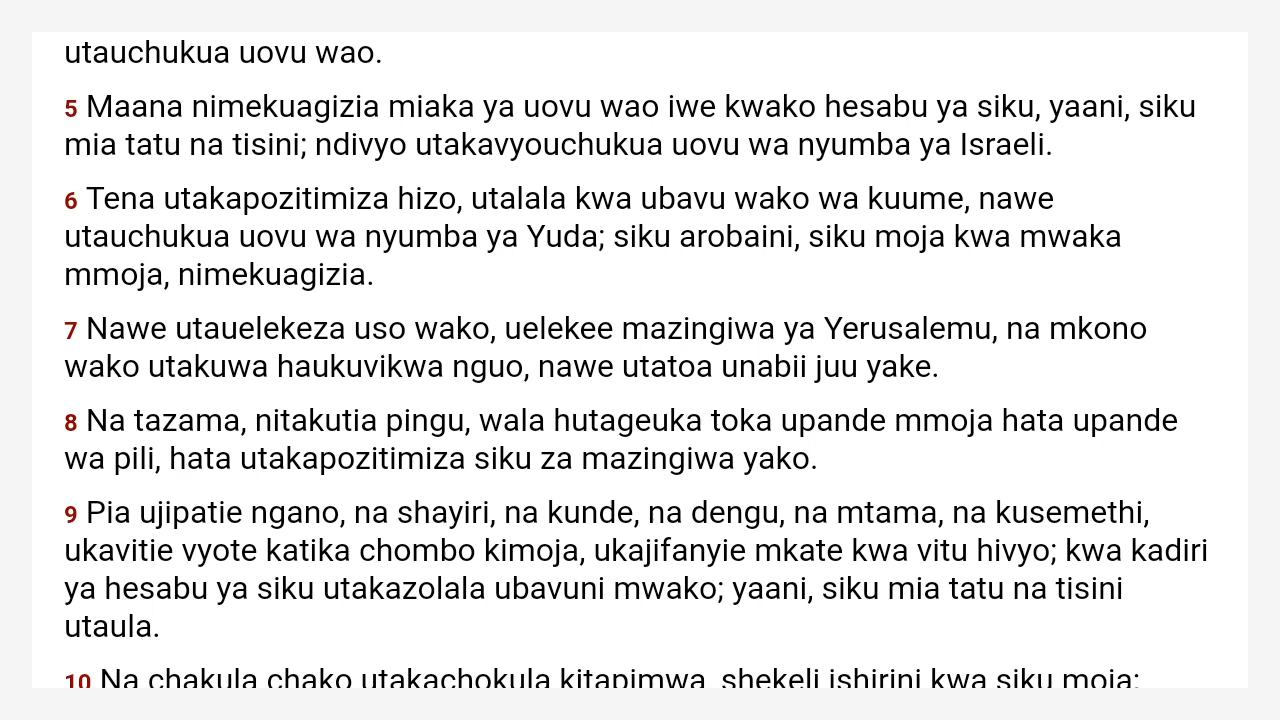 utauchukua uovu wao.
5 Maana nimekuagizia miaka ya uovu wao iwe kwako hesabu ya siku, yaani, siku
mia tatu na tisini; ndivyo utakavyouchukua uovu wa nyumba ya Israeli.
6 Tena utakapozitimiza hizo, utalala kwa ubavu wako wa kuume, nawe
utauchukua uovu wa nyumba ya Yuda; siku arobaini, siku moja kwa mwaka
mmoja, nimekuagizia.
7 Nawe utauelekeza uso wako, uelekee mazingiwa ya Yerusalemu, na mkono
wako utakuwa haukuvikwa nguo, nawe utatoa unabii juu yake.
8 Na tazama, nitakutia pingu, wala hutageuka toka upande mmoja hata upande
wa pili, hata utakapozitimiza siku za mazingiwa yako.
9 Pia ujipatie ngano, na shayiri, na kunde, na dengu, na mtama, na kusemethi,
ukavitie vyote katika chombo kimoja, ukajifanyie mkate kwa vitu hivyo; kwa kadiri
ya hesabu ya siku utakazolala ubavuni mwako; yaani, siku mia tatu na tisini
utaula.
10 Na chakula chako utakachokula kitapimwa, shekeli ishirini kwa siku moja;